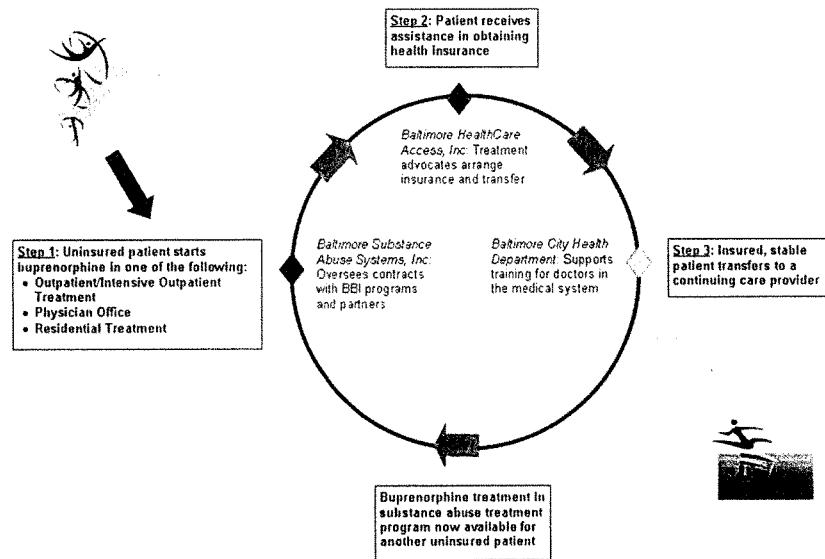 Step 2: Patient receives
assistance in obtaining
health Insurance
Baltimore HealthCare
Access, Inc: Treatment
advocates arrange
insurance and transfer
Step 1: Uninsured patient starts
buprenorphine in one of the following:
• Outpatient/Intensive Outpatient
Treatment
• Physician Office
• Residential Treatment
Baltimore Substance
Abuse Systems, Inc:
Oversees contracts
with BBI programs
and partners
Baltimore City Health
Department: Supports
training for doctors in
the medical system
Step 3: Insured, stable
patient transfers to a
continuing care provider
Buprenorphine treatment In
substance abuse treatment
program now available for
another uninsured patient